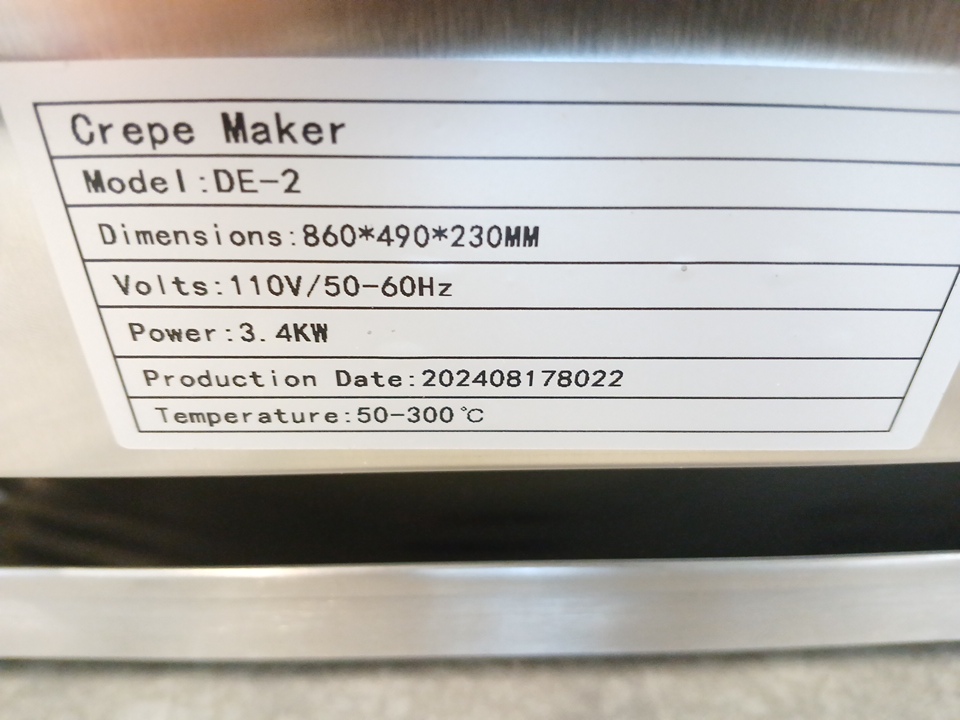 Crepe Maker
Model:DE-2
Dimensions:860*490*230MM
Volts:110V/50-60Hz
Power:3.4KW
Production Date:202408178022
Temperature:50-300℃